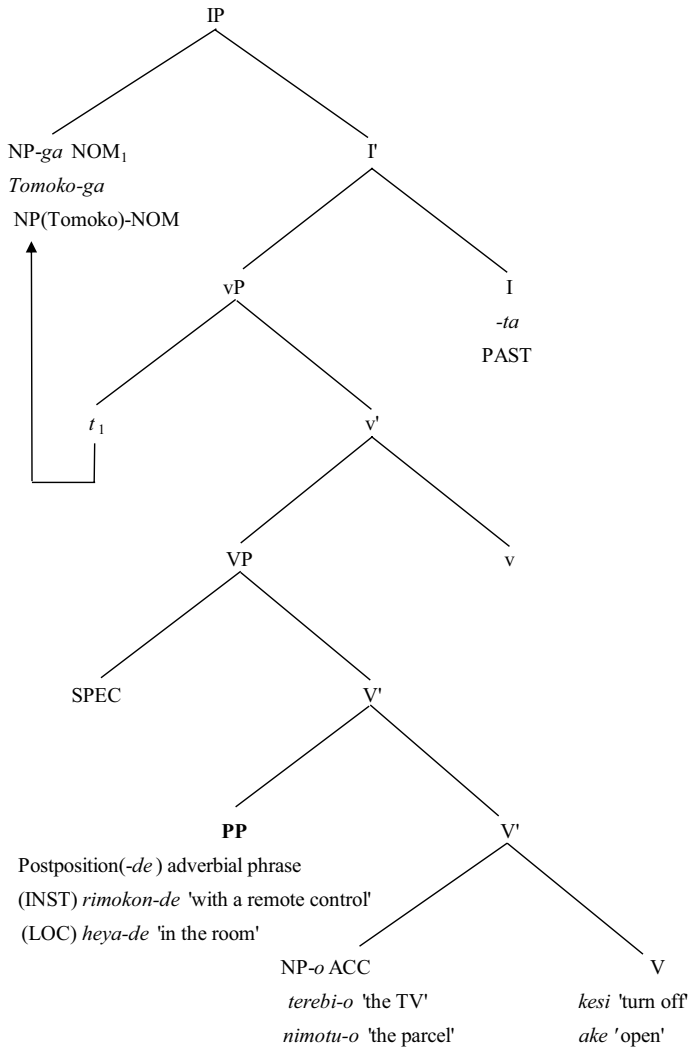 IP
NP-ga NOM₁
I'
Tomoko-ga
NP(Tomoko)-NOM
vP
I
-ta
PAST
t₁
v'
VP
v
SPEC
V'
PP
V'
Postposition(-de) adverbial phrase
(INST) rimokon-de 'with a remote control'
(LOC) heya-de 'in the room'
NP-o ACC
V
terebi-o 'the TV'
kesi 'turn off'
nimotu-o 'the parcel'
ake 'open'